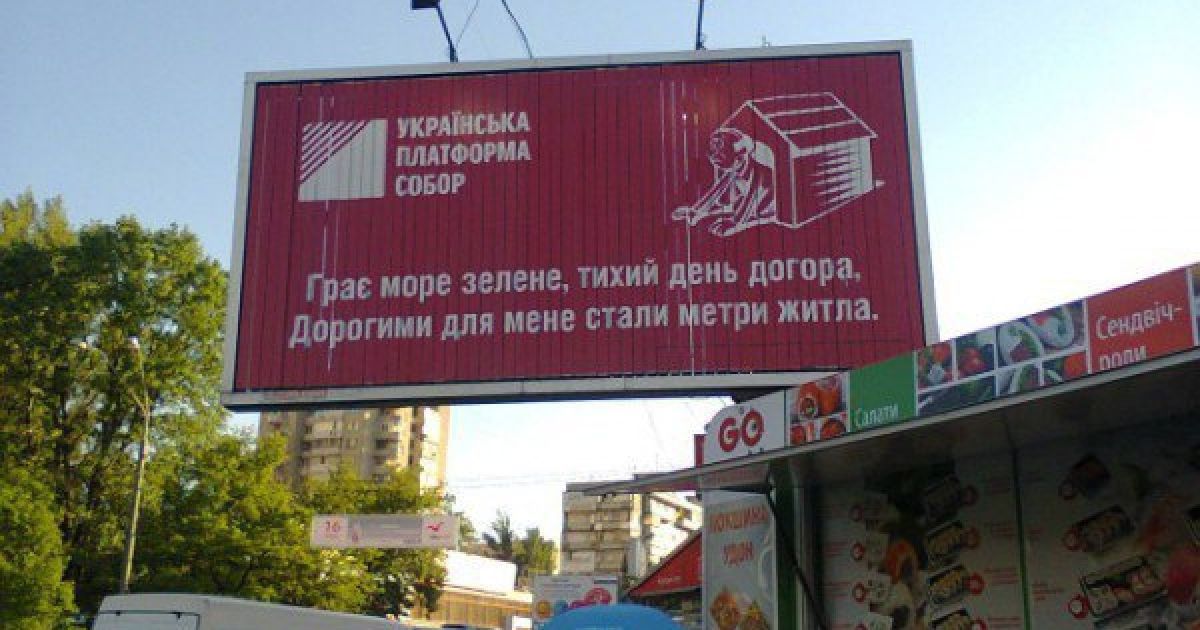 УКРАЇНСЬКА
ПЛАТФОРМА
СОБОР
Грає море зелене, тихий день догора,
Дорогими для мене стали метри житла.
Сендвіч-
роли
Салати
GO
16
ЛОКШИНА
УДОН